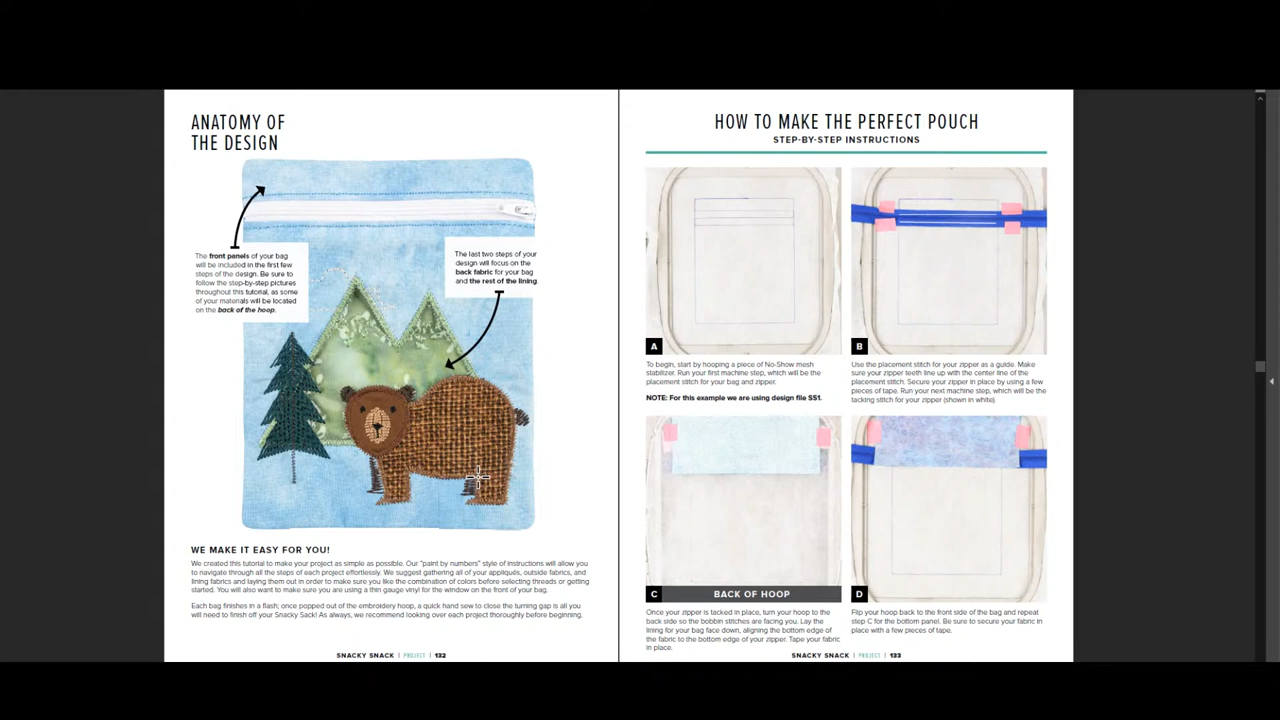 ANATOMY OF
THE DESIGN
The front panels of your bag
will be included in the first few
steps of the design. Be sure to
follow the step-by-step pictures
throughout this tutorial, as some
of your materials will be located
on the back of the hoop.
The last two steps of your
design will focus on the
back fabric for your bag
and the rest of the lining.
WE MAKE IT EASY FOR YOU!
We created this tutorial to make your project as simple as possible. Our "paint by numbers" style of instructions will allow you
to navigate through all the steps of each project effortlessly. We suggest gathering all of your appliqués, outside fabrics, and
lining fabrics and laying them out in order to make sure you like the combination of colors before selecting threads or getting
started. You will also want to make sure you are using a thin gauge vinyl for the window on the front of your bag.
Each bag finishes in a flash; once popped out of the embroidery hoop, a quick hand sew to close the turning gap is all you
will need to finish off your Snacky Sack! As always, we recommend looking over each project thoroughly before beginning.
SNACKY SNACK | PROJECT | 132
HOW TO MAKE THE PERFECT POUCH
STEP-BY-STEP INSTRUCTIONS
A
To begin, start by hooping a piece of No-Show mesh
stabilizer. Run your first machine step, which will be the
placement stitch for your bag and zipper.
NOTE: For this example we are using design file SS1.
B
Use the placement stitch for your zipper as a guide. Make
sure your zipper teeth line up with the center line of the
placement stitch. Secure your zipper in place by using a few
pieces of tape. Run your next machine step, which will be the
tacking stitch for your zipper (shown in white).
C
BACK OF HOOP
Once your zipper is tacked in place, turn your hoop to the
back side so the bobbin stitches are facing you. Lay the
lining for your bag face down, aligning the bottom edge of
the fabric to the bottom edge of your zipper. Tape your fabric
in place.
D
Flip your hoop back to the front side of the bag and repeat
step C for the bottom panel. Be sure to secure your fabric in
place with a few pieces of tape.
SNACKY SNACK | PROJECT | 133